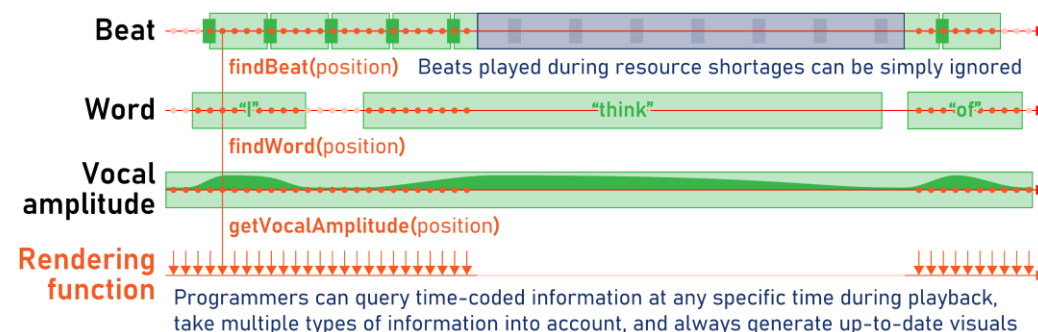 Beat
findBeat(position)
Beats played during resource shortages can be simply ignored
Word
“I”
“think”
“of”
findWord(position)
Vocal
amplitude
getVocalAmplitude(position)
Rendering
function
Programmers can query time-coded information at any specific time during playback,
take multiple types of information into account, and always generate up-to-date visuals